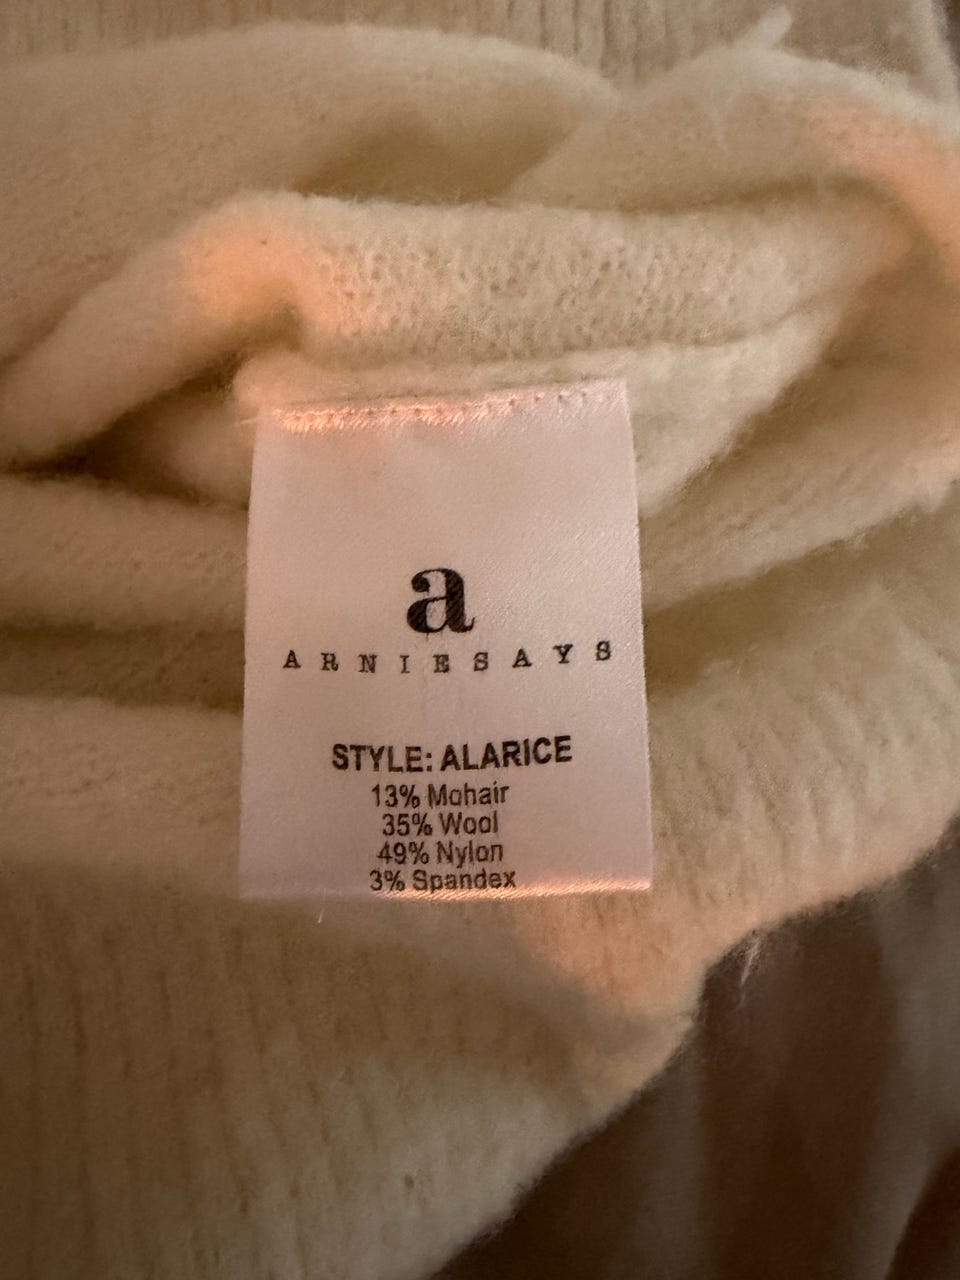 a
ARNIESAYS
STYLE: ALARICE
13% Mohair
35% Wool
49% Nylon
3% Spandex